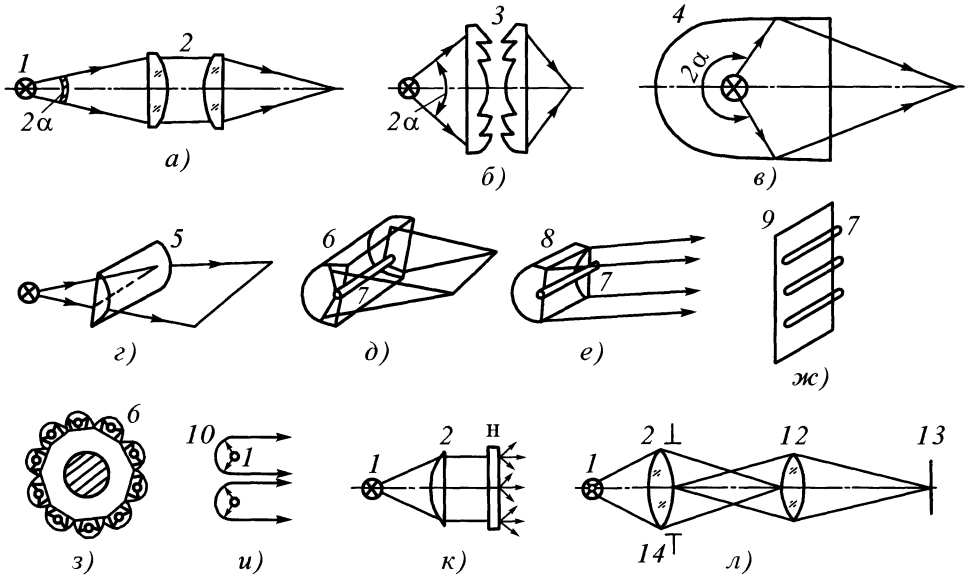 1 2 2α а)
3 2α б)
4 2α в)
5 г)
6 7 д)
8 7 е)
9 7 ж)
6 з)
10 1 и)
1 2 н к)
1 2 12 13 14 л)